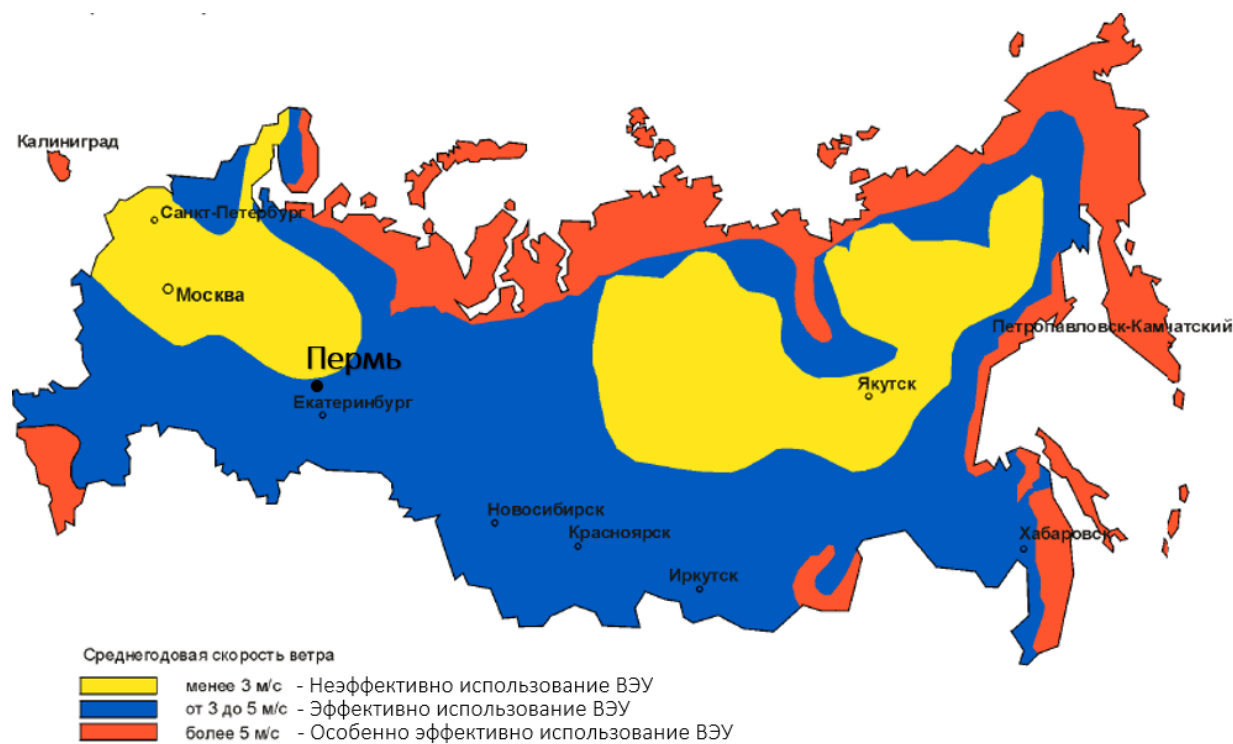 Калининград
Санкт-Петербург
Москва
Петропавловск-Камчатский
Пермь
Якутск
Екатеринбург
Новосибирск
Красноярск
Хабаровск
Иркутск
Среднегодовая скорость ветра
менее 3 м/с - Неэффективно использование ВЭУ
от 3 до 5 м/с - Эффективно использование ВЭУ
более 5 м/с - Особенно эффективно использование ВЭУ